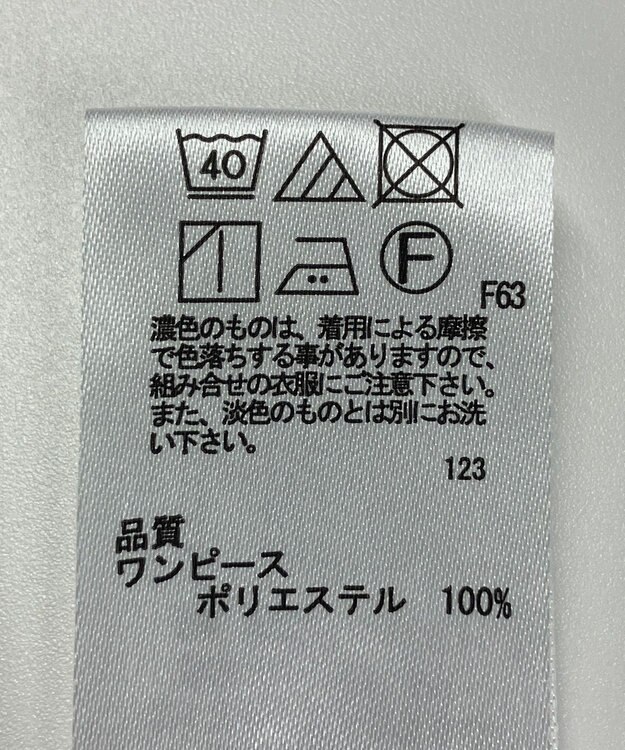 40
F
F63
濃色のものは、着用による摩擦
で色落ちする事がありますので、
組み合せの衣服にご注意下さい。
また、淡色のものとは別にお洗
い下さい。
123
品質
ワンピース
ポリエステル 100%